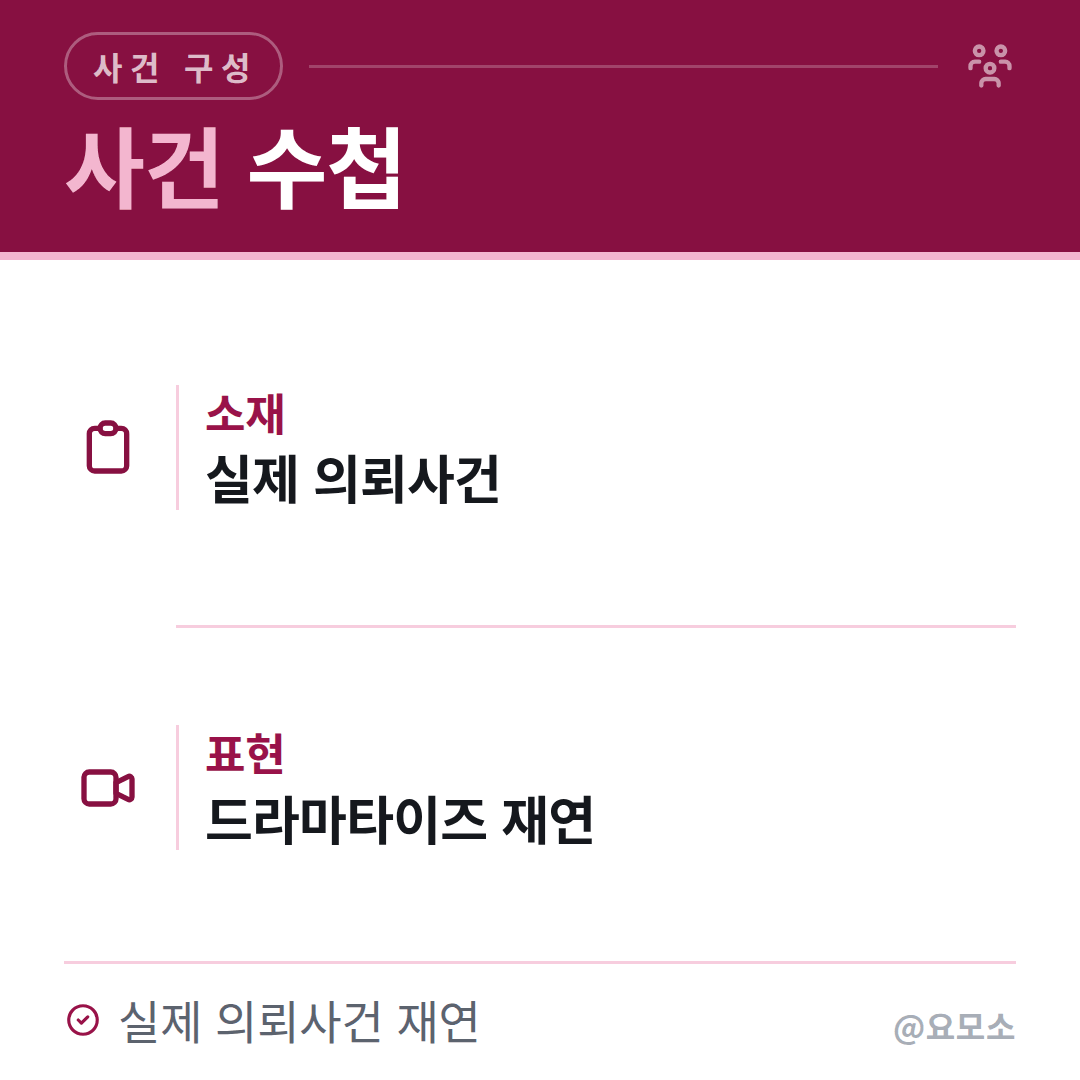 사건 구성
사건 수첩
소재
실제 의뢰사건
표현
드라마타이즈 재연
실제 의뢰사건 재연
@요모소